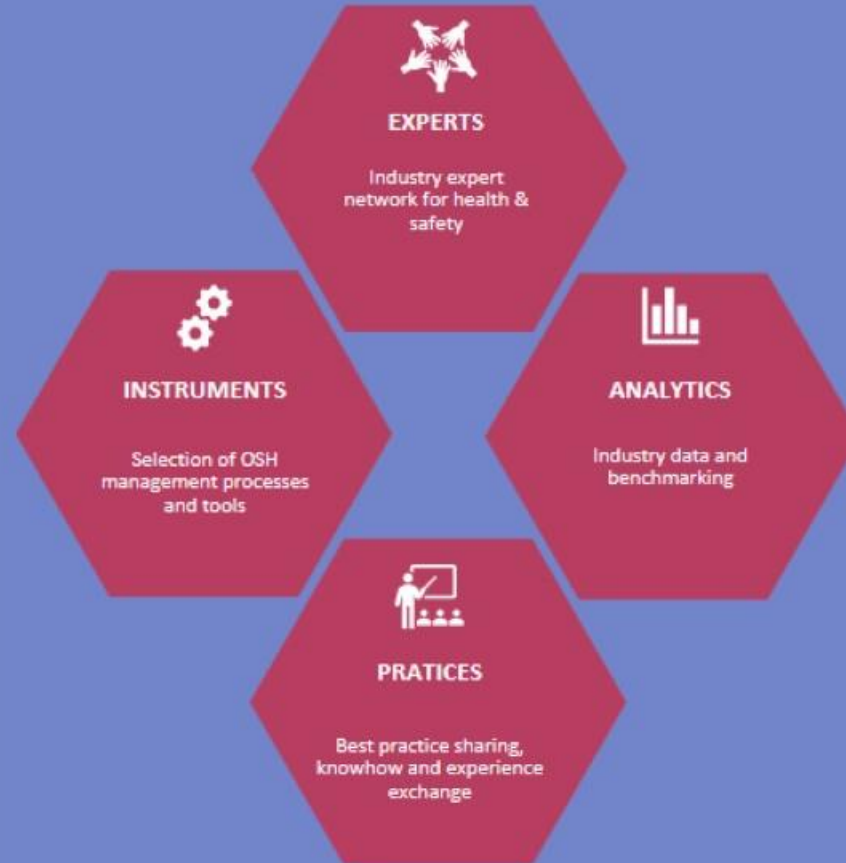 EXPERTS
Industry expert
network for health &
safety
INSTRUMENTS
Selection of OSH
management processes
and tools
ANALYTICS
Industry data and
benchmarking
PRATICES
Best practice sharing,
knowhow and experience
exchange